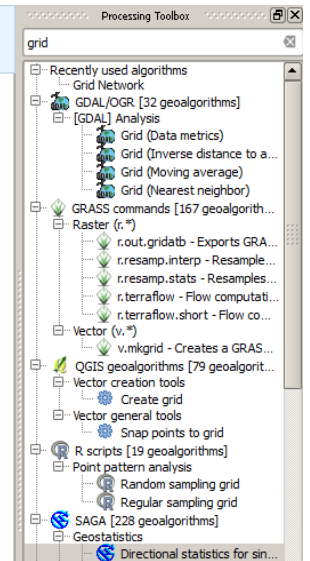 Processing Toolbox
grid
Recently used algorithms
Grid Network
GDAL/OGR [32 geoalgorithms]
[GDAL] Analysis
Grid (Data metrics)
Grid (Inverse distance to a...
Grid (Moving average)
Grid (Nearest neighbor)
GRASS commands [167 geoalgorith...
Raster (r.*)
r.out.gridatb - Exports GRA...
r.resamp.interp - Resample...
r.resamp.stats - Resamples...
r.terraflow - Flow computati...
r.terraflow.short - Flow co...
Vector (v.*)
v.mkgrid - Creates a GRAS...
QGIS geoalgorithms [79 geoalgorit...
Vector creation tools
Create grid
Vector general tools
Snap points to grid
R scripts [19 geoalgorithms]
Point pattern analysis
Random sampling grid
Regular sampling grid
SAGA [228 geoalgorithms]
Geostatistics
Directional statistics for sin...